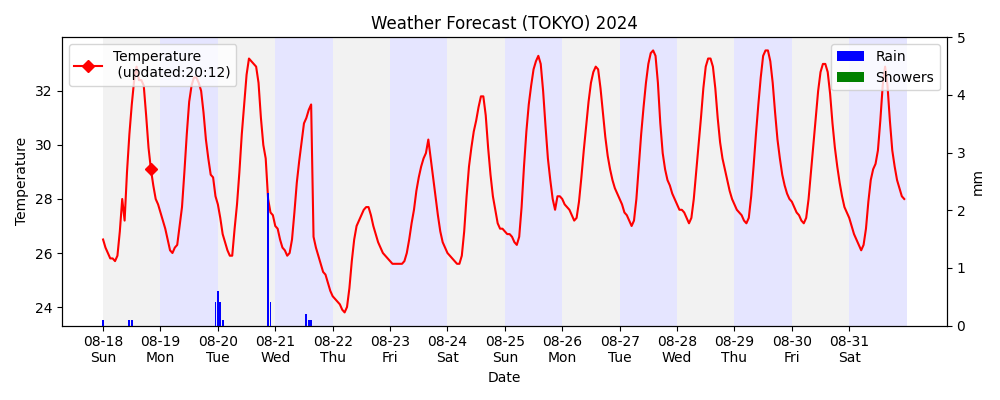 Weather Forecast (TOKYO) 2024
Temperature
(updated:20:12)
Rain
Showers
Temperature
32
30
28
26
24
5
4
3
2
1
0
mm
08-18 08-19 08-20 08-21 08-22 08-23 08-24 08-25 08-26 08-27 08-28 08-29 08-30 08-31
Sun Mon Tue Wed Thu Fri Sat Sun Mon Tue Wed Thu Fri Sat
Date